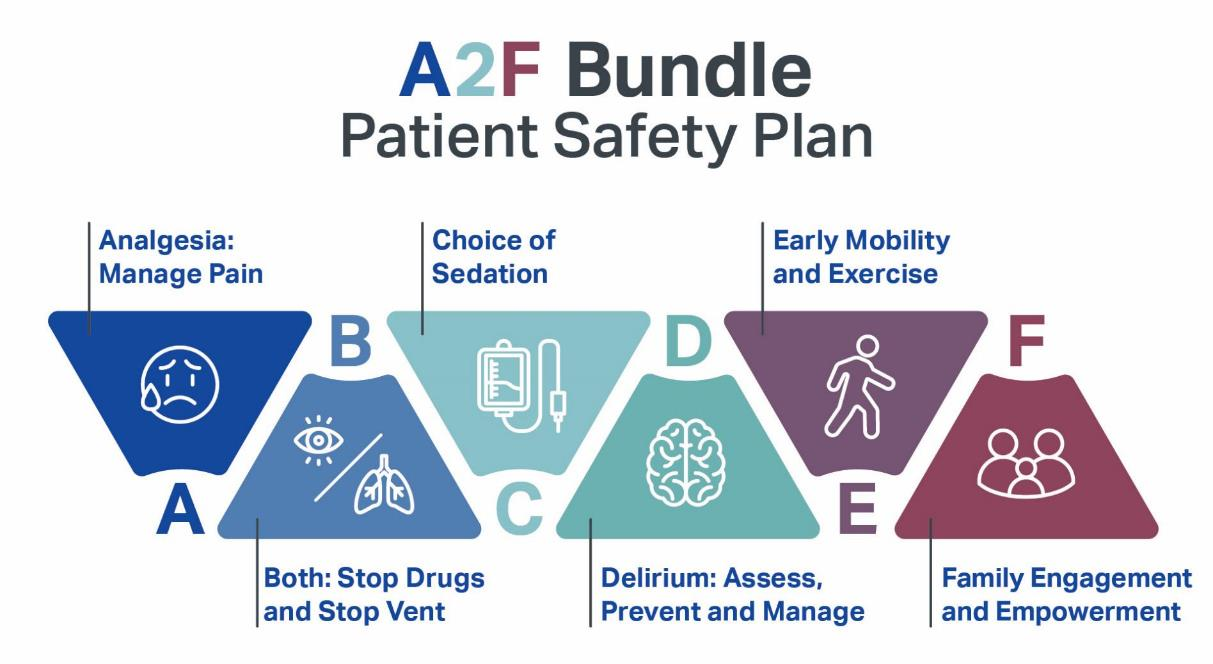 A2F Bundle
Patient Safety Plan
Analgesia:
Manage Pain
Choice of
Sedation
Early Mobility
and Exercise
B
D
F
A
C
E
Both: Stop Drugs
and Stop Vent
Delirium: Assess,
Prevent and Manage
Family Engagement
and Empowerment